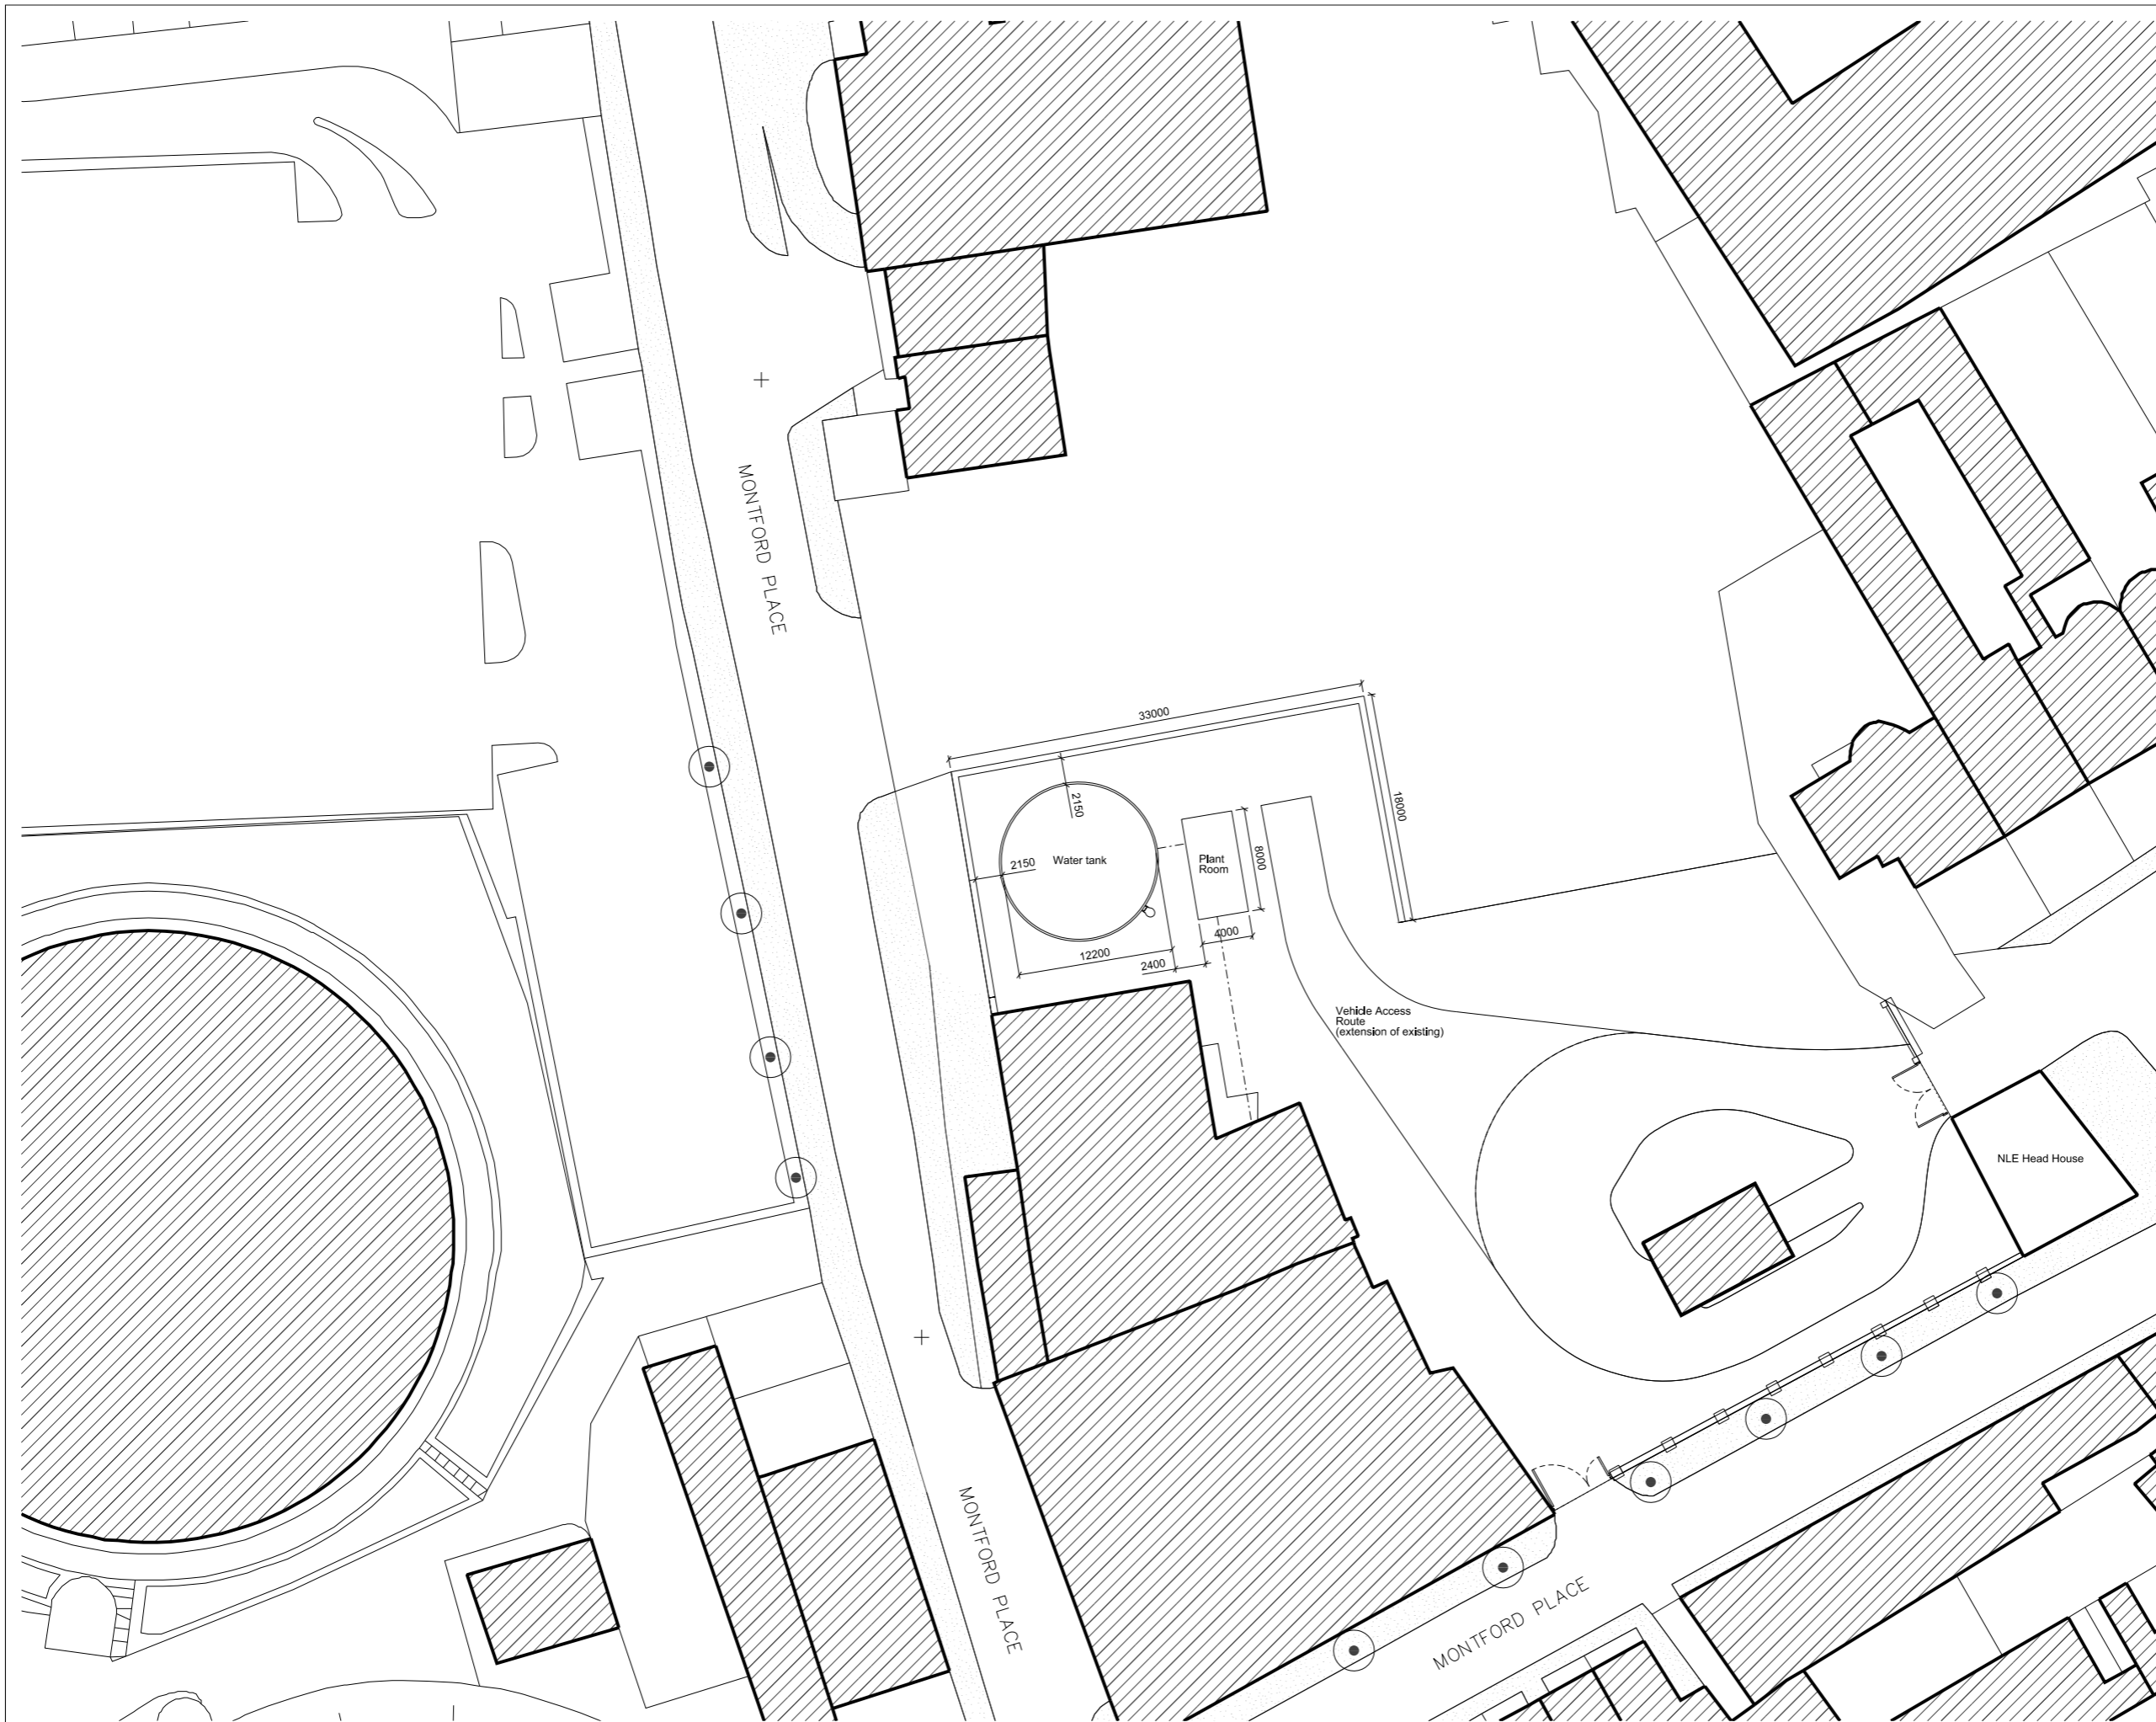 MONTFORD PLACE
33000
18000
2150
2150
Water tank
Plant
Room
8000
4000
12200
2400
Vehicle Access
Route
(extension of existing)
NLE Head House
MONTFORD PLACE
MONTFORD PLACE